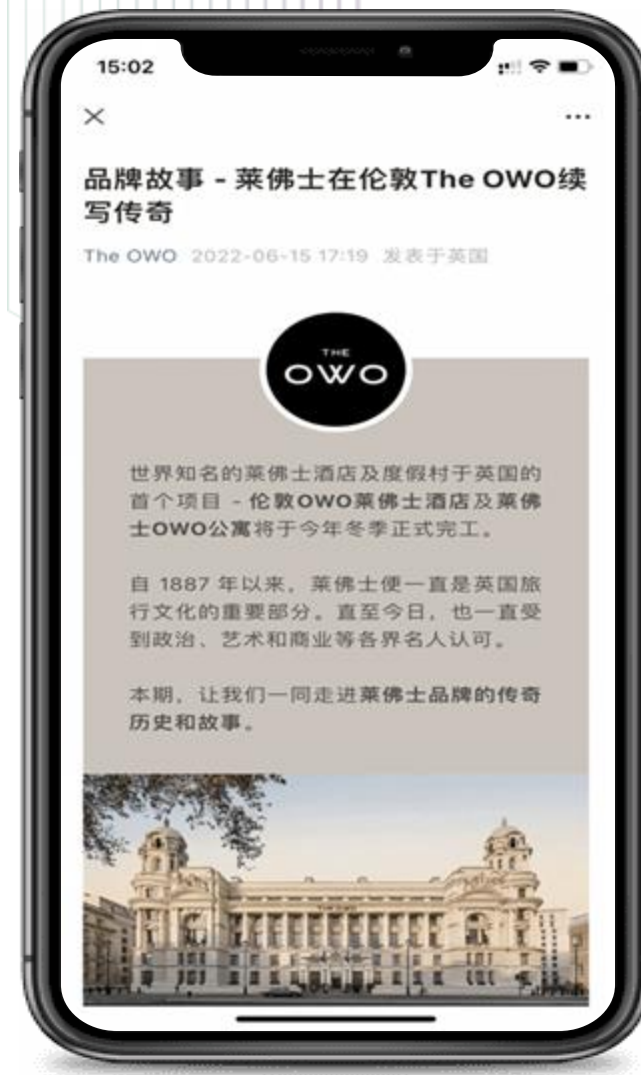 15:02
品牌故事 - 莱佛士在伦敦The OWO续
写传奇
The OWO 2022-06-15 17:19 发表于英国
THE
OWO
世界知名的莱佛士酒店及度假村于英国的
首个项目 - 伦敦OWO莱佛士酒店及莱佛
士OWO公寓将于今年冬季正式完工。
自 1887 年以来，莱佛士便一直是英国旅
行文化的重要部分。直至今日，也一直受
到政治、艺术和商业等各界名人认可。
本期，让我们一同走进莱佛士品牌的传奇
历史和故事。
THE OWO